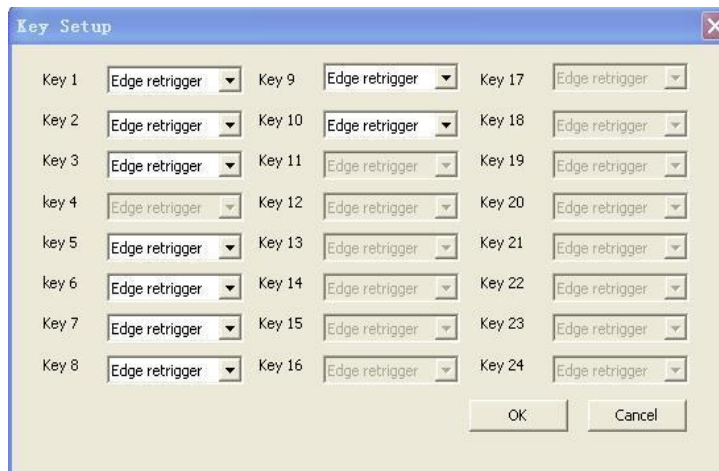 Key Setup
Key 1 Edge retrigger Key 9 Edge retrigger Key 17 Edge retrigger
Key 2 Edge retrigger Key 10 Edge retrigger Key 18 Edge retrigger
Key 3 Edge retrigger Key 11 Edge retrigger Key 19 Edge retrigger
key 4 Edge retrigger Key 12 Edge retrigger Key 20 Edge retrigger
key 5 Edge retrigger Key 13 Edge retrigger Key 21 Edge retrigger
key 6 Edge retrigger Key 14 Edge retrigger Key 22 Edge retrigger
Key 7 Edge retrigger Key 15 Edge retrigger Key 23 Edge retrigger
Key 8 Edge retrigger Key 16 Edge retrigger Key 24 Edge retrigger
OK Cancel